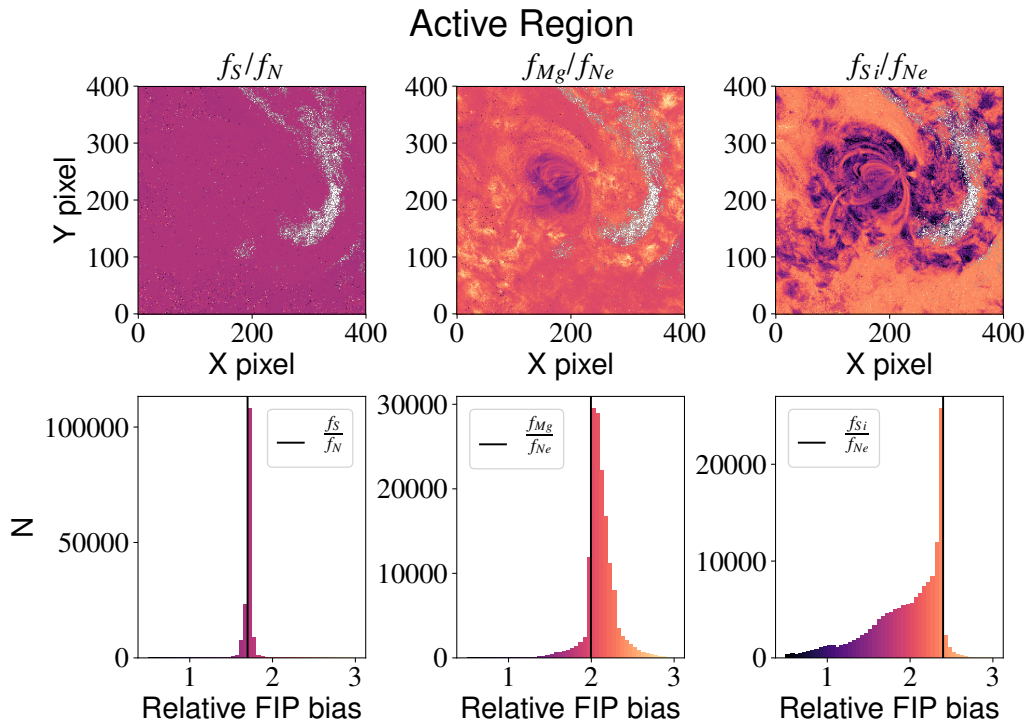 Active Region
f_S/f_N f_Mg/f_Ne f_Si/f_Ne
400 400 400
300 300 300
200 200 200
100 100 100
0 0 0
Y pixel
0 200 400 0 200 400 0 200 400
X pixel X pixel X pixel
100000 30000
f_S/f_N f_Mg/f_Ne f_Si/f_Ne
20000 20000
50000
10000 10000
N
0 0 0
1 2 3 1 2 3 1 2 3
Relative FIP bias Relative FIP bias Relative FIP bias